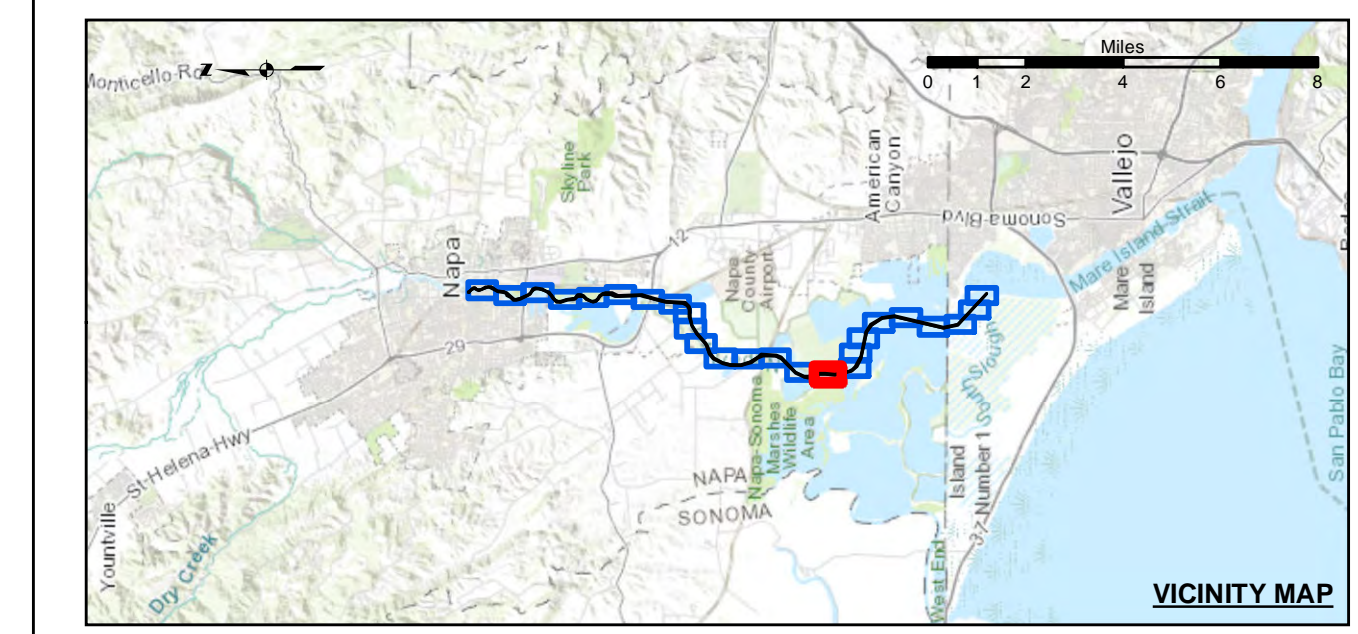 Monticello-Rd
Z
Miles
0 1 2 4 6 8
Skyline
Park
American
Canyon
Vallejo
Sonoma-Blvd
12
Napa
Napa
County
Airport
Mare Island Strait
Mare
Island
29
South Slough
Napa-Sonoma
Marshes
Wildlife
Area
St-Helena-Hwy
NAPA
SONOMA
Island
Number 1
37
San Pablo Bay
Yountville
Dry Creek
West End
VICINITY MAP